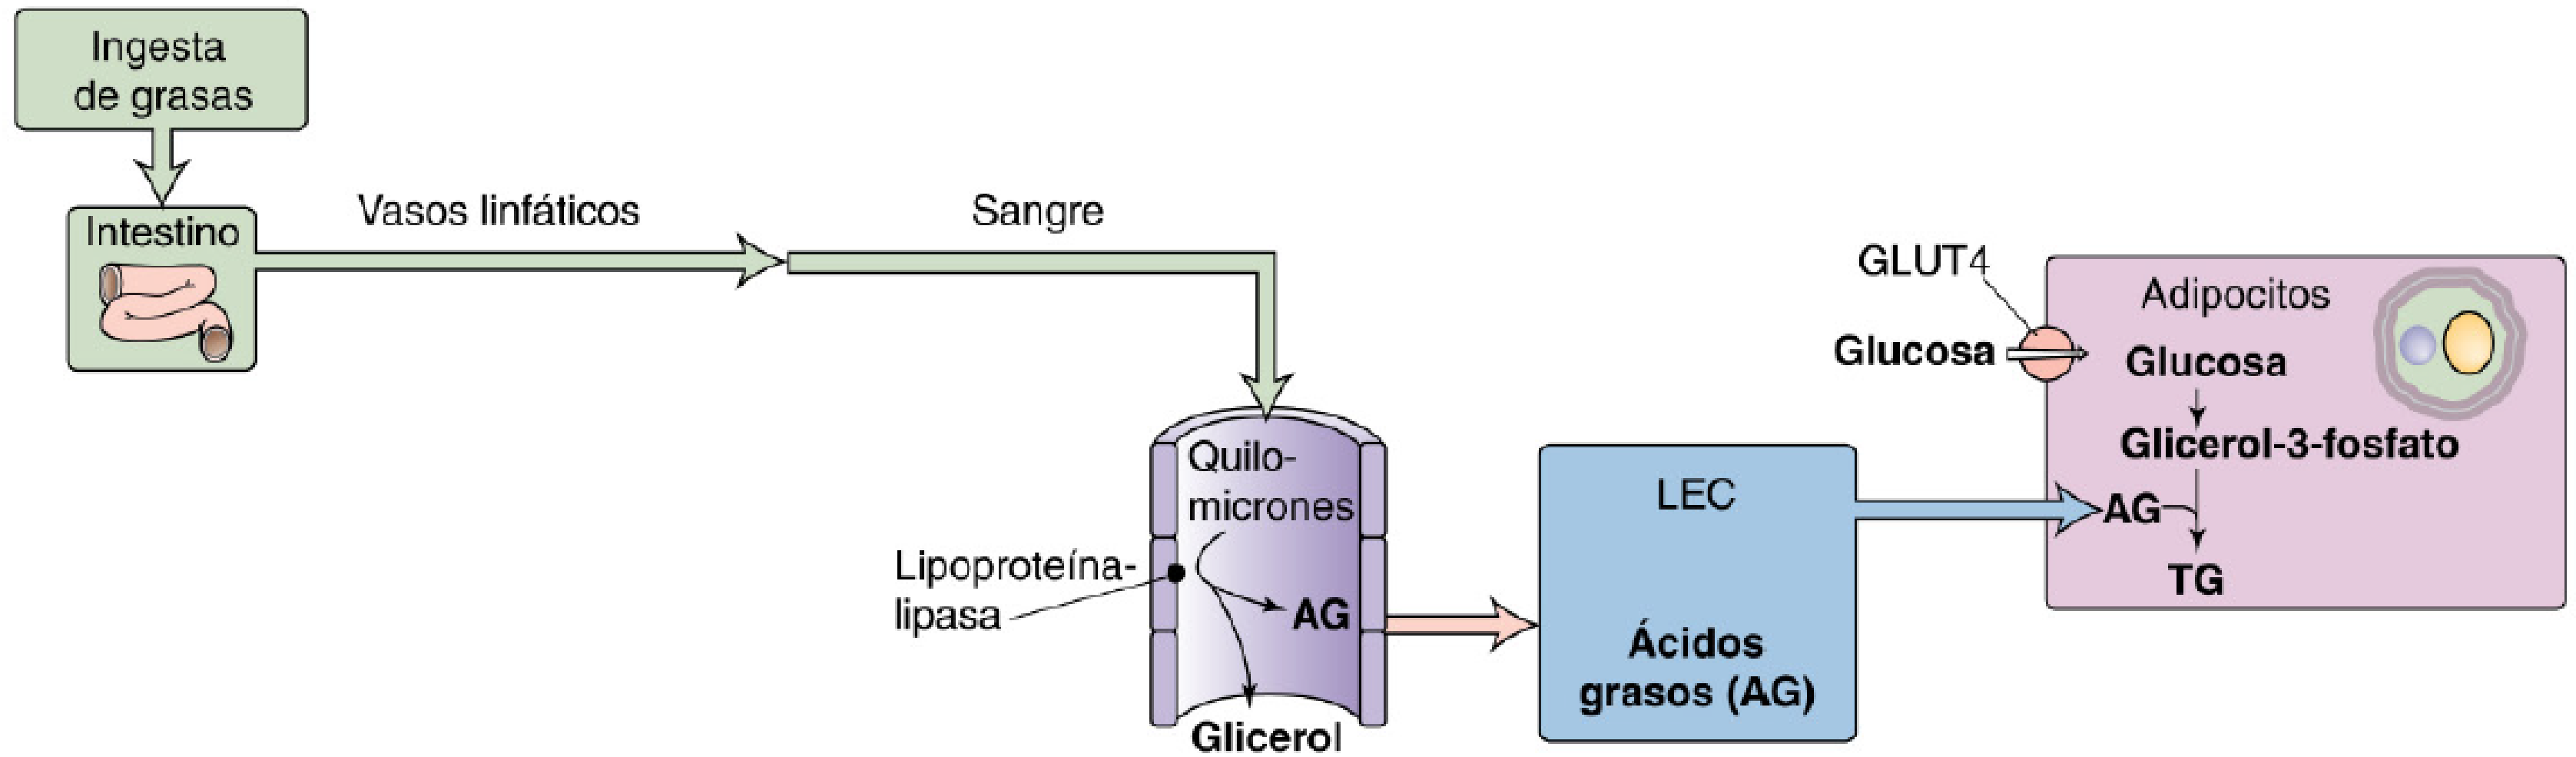 Ingesta
de grasas
Intestino
Vasos linfáticos
Sangre
Quilo-
micrones
Lipoproteína-
lipasa
AG
Glicerol
LEC
Ácidos
grasos (AG)
GLUT4
Glucosa
Adipocitos
Glucosa
Glicerol-3-fosfato
AG
TG